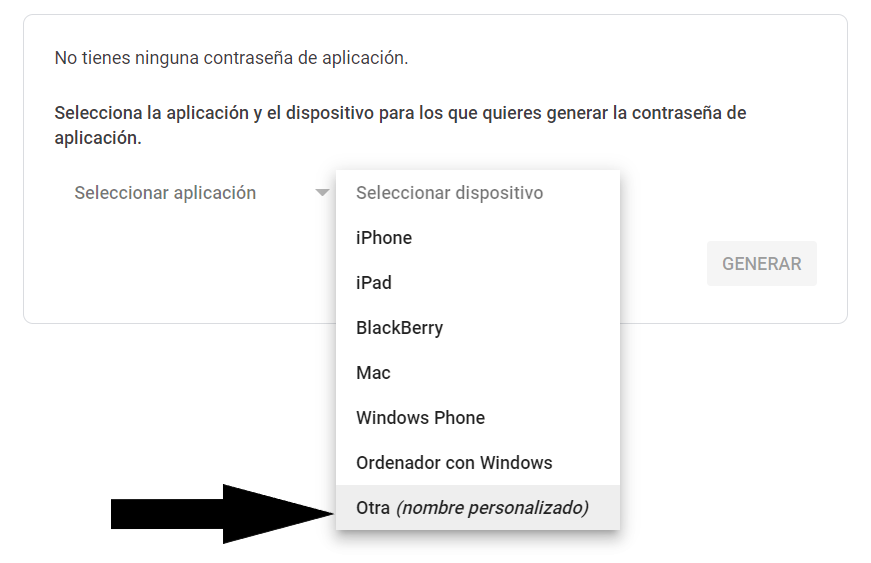 No tienes ninguna contraseña de aplicación.
Selecciona la aplicación y el dispositivo para los que quieres generar la contraseña de
aplicación.
Seleccionar aplicación
Seleccionar dispositivo
iPhone
iPad
BlackBerry
Mac
Windows Phone
Ordenador con Windows
Otra (nombre personalizado)
GENERAR